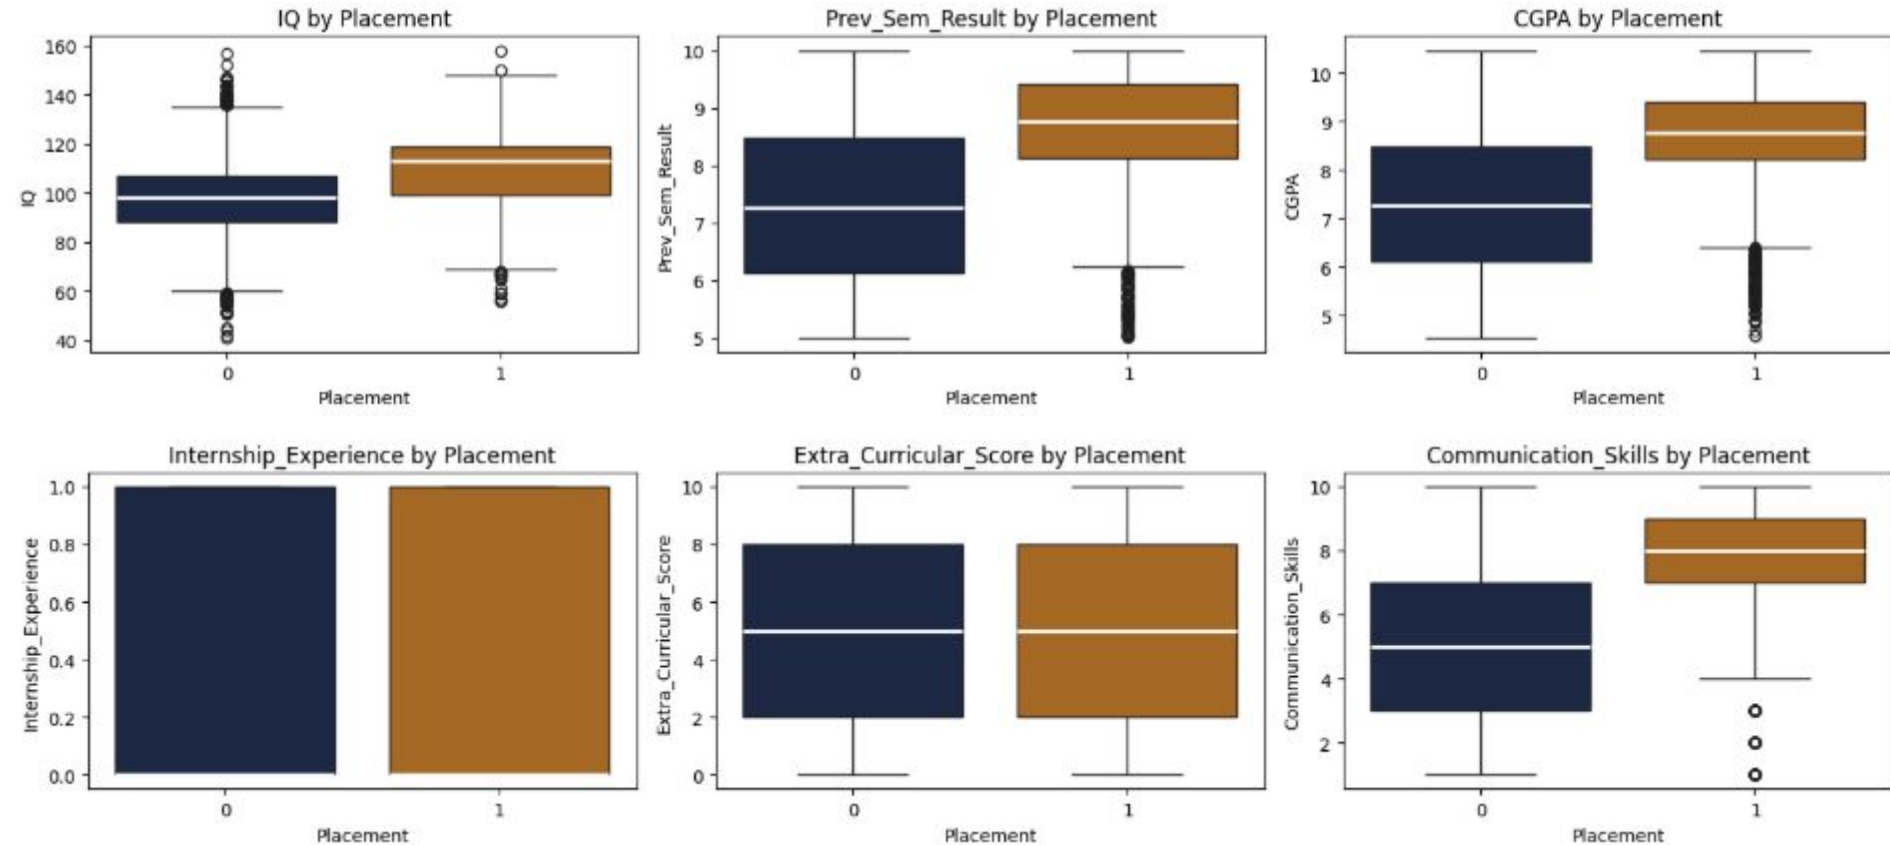 IQ by Placement
160
140
120
100
80
60
40
IQ
0 1
Placement
Prev_Sem_Result by Placement
10
9
8
7
6
5
Prev_Sem_Result
0 1
Placement
CGPA by Placement
10
9
8
7
6
5
CGPA
0 1
Placement
Internship_Experience by Placement
1.0
0.8
0.6
0.4
0.2
0.0
Internship_Experience
0 1
Placement
Extra_Curricular_Score by Placement
10
8
6
4
2
0
Extra_Curricular_Score
0 1
Placement
Communication_Skills by Placement
10
8
6
4
2
Communication_Skills
0 1
Placement